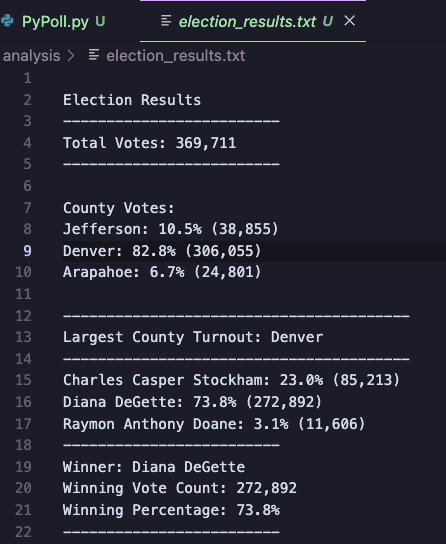 PyPoll.py U election_results.txt U ×
analysis > election_results.txt
1
2 Election Results
3 -------------------------
4 Total Votes: 369,711
5 -------------------------
6
7 County Votes:
8 Jefferson: 10.5% (38,855)
9 Denver: 82.8% (306,055)
10 Arapahoe: 6.7% (24,801)
11
12 ----------------------------------------
13 Largest County Turnout: Denver
14 ----------------------------------------
15 Charles Casper Stockham: 23.0% (85,213)
16 Diana DeGette: 73.8% (272,892)
17 Raymon Anthony Doane: 3.1% (11,606)
18 -------------------------
19 Winner: Diana DeGette
20 Winning Vote Count: 272,892
21 Winning Percentage: 73.8%
22 -------------------------